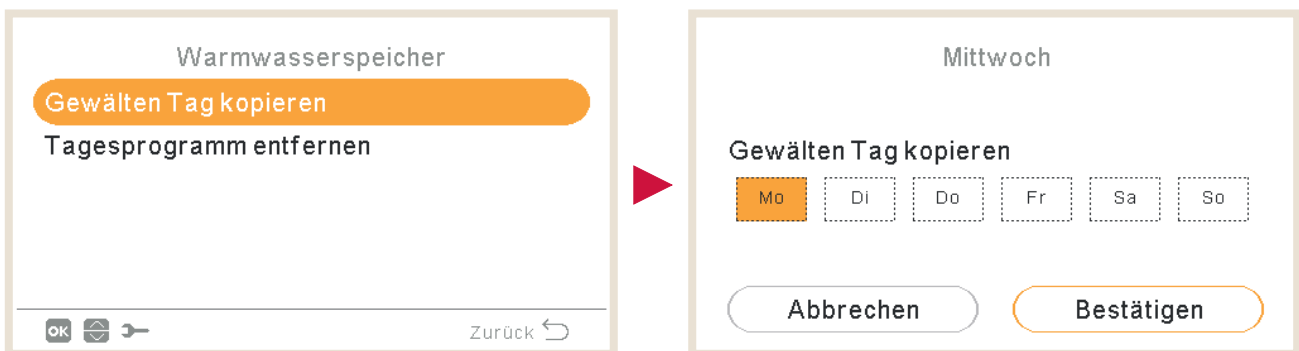 Warmwasserspeicher
Gewälten Tag kopieren
Tagesprogramm entfernen
OK
Zurück
Mittwoch
Gewälten Tag kopieren
Mo Di Do Fr Sa So
Abbrechen Bestätigen